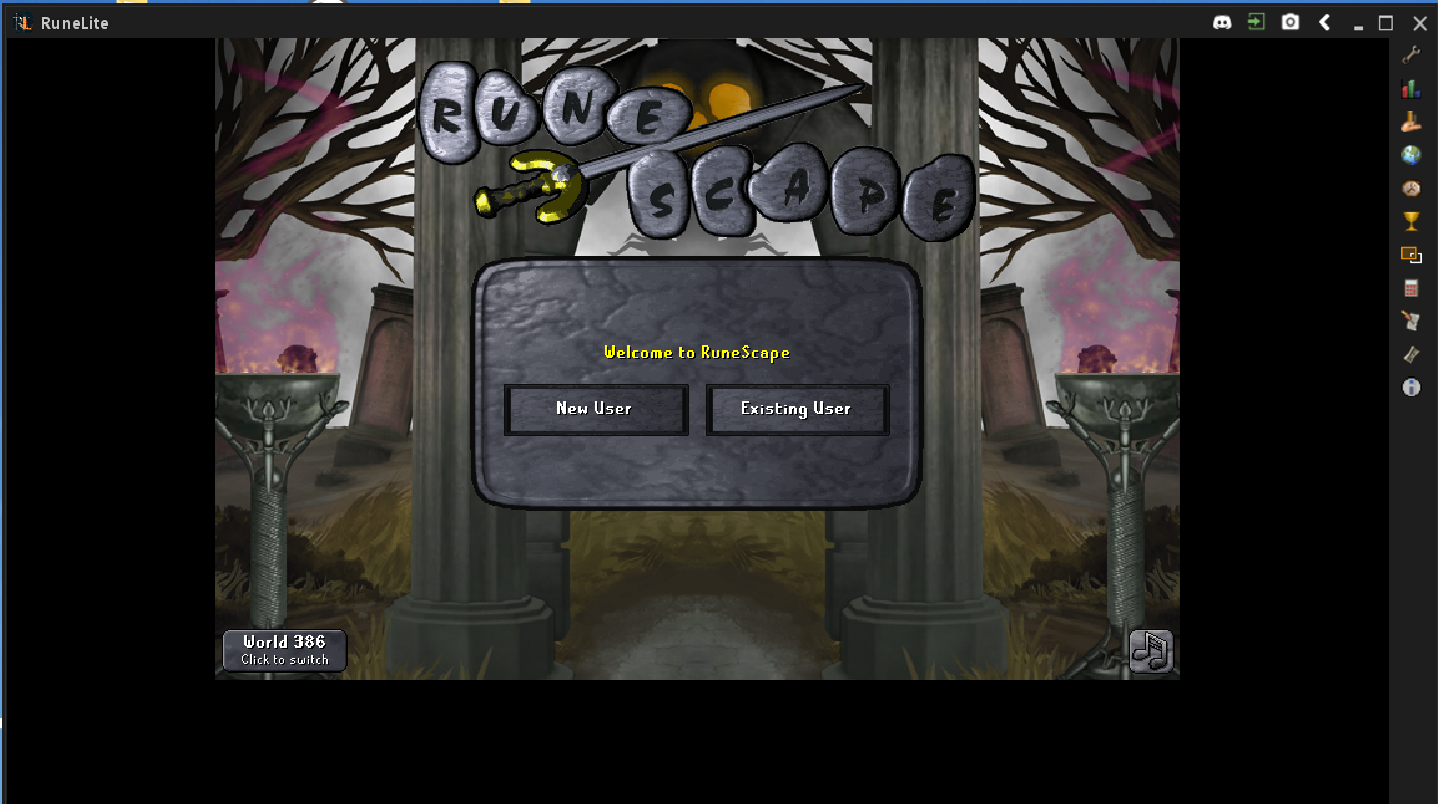 RuneLite
RUNE
SCAPE
Welcome to RuneScape
New User
Existing User
World 386
Click to switch